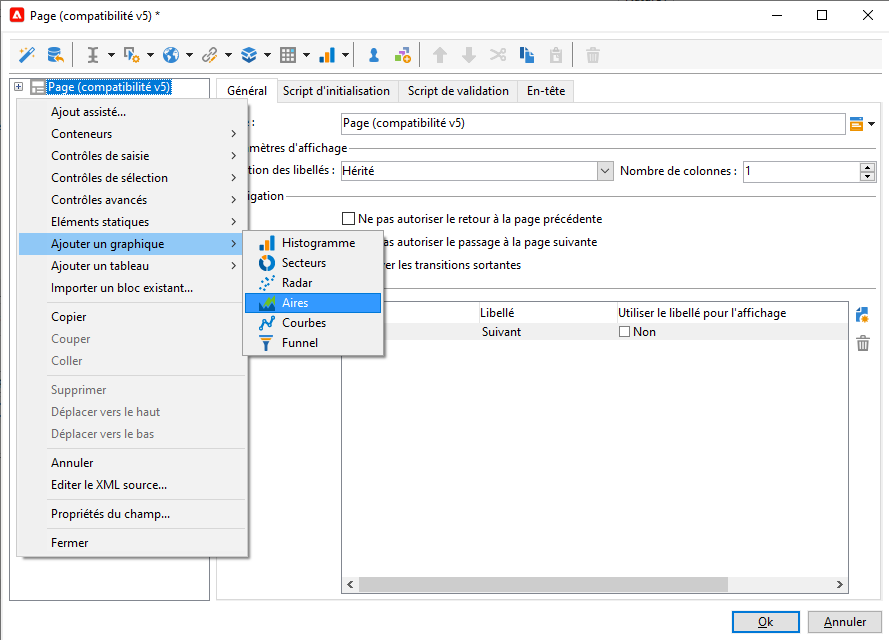 Page (compatibilité v5) *
Page (compatibilité v5)
Général
Script d'initialisation
Script de validation
En-tête
Page (compatibilité v5)
mètres d'affichage
tion des libellés :
Hérité
Nombre de colonnes :
1
igation
Ne pas autoriser le retour à la page précédente
as autoriser le passage à la page suivante
er les transitions sortantes
Libellé
Utiliser le libellé pour l'affichage
Suivant
Non
Ajout assisté...
Conteneurs
Contrôles de saisie
Contrôles de sélection
Contrôles avancés
Eléments statiques
Ajouter un graphique
Ajouter un tableau
Importer un bloc existant...
Copier
Couper
Coller
Supprimer
Déplacer vers le haut
Déplacer vers le bas
Annuler
Editer le XML source...
Propriétés du champ...
Fermer
Histogramme
Secteurs
Radar
Aires
Courbes
Funnel
Ok
Annuler